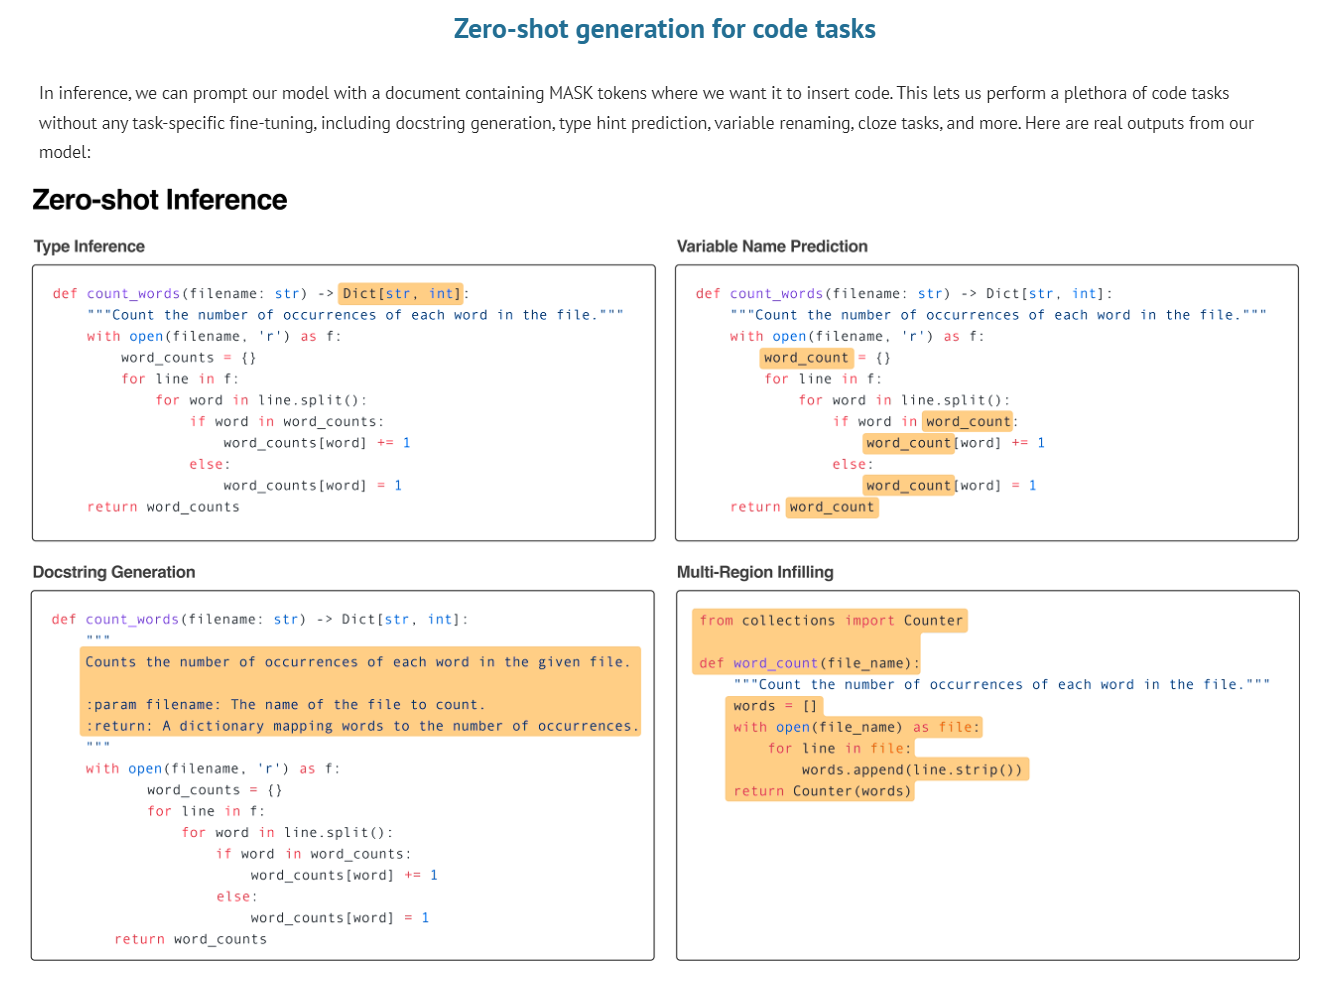 Zero-shot generation for code tasks
In inference, we can prompt our model with a document containing MASK tokens where we want it to insert code. This lets us perform a plethora of code tasks
without any task-specific fine-tuning, including docstring generation, type hint prediction, variable renaming, cloze tasks, and more. Here are real outputs from our
model:
Zero-shot Inference
Type Inference
def count_words(filename: str) -> Dict[str, int]:
    """Count the number of occurrences of each word in the file."""
    with open(filename, 'r') as f:
        word_counts = {}
        for line in f:
            for word in line.split():
                if word in word_counts:
                    word_counts[word] += 1
                else:
                    word_counts[word] = 1
    return word_counts
Variable Name Prediction
def count_words(filename: str) -> Dict[str, int]:
    """Count the number of occurrences of each word in the file."""
    with open(filename, 'r') as f:
        word_count = {}
        for line in f:
            for word in line.split():
                if word in word_count:
                    word_count[word] += 1
                else:
                    word_count[word] = 1
    return word_count
Docstring Generation
def count_words(filename: str) -> Dict[str, int]:
    """
    Counts the number of occurrences of each word in the given file.
    :param filename: The name of the file to count.
    :return: A dictionary mapping words to the number of occurrences.
    """
    with open(filename, 'r') as f:
           word_counts = {}
           for line in f:
               for word in line.split():
                   if word in word_counts:
                       word_counts[word] += 1
                   else:
                       word_counts[word] = 1
       return word_counts
Multi-Region Infilling
from collections import Counter
def word_count(file_name):
    """Count the number of occurrences of each word in the file."""
    words = []
    with open(file_name) as file:
        for line in file:
            words.append(line.strip())
    return Counter(words)